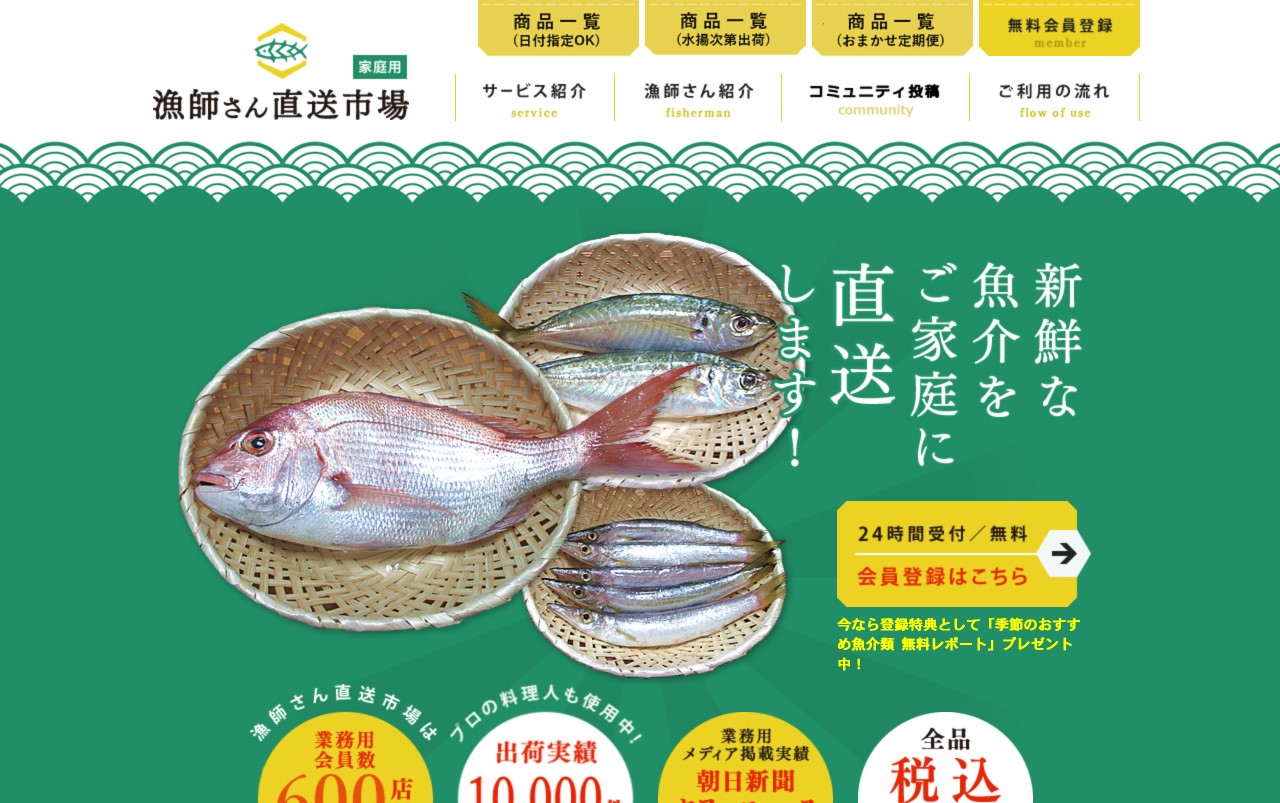 商品一覧
(日付指定OK)
商品一覧
(水揚次第出荷)
商品一覧
(おまかせ定期便)
無料会員登録
member
家庭用
漁師さん直送市場
サービス紹介
service
漁師さん紹介
fisherman
コミュニティ投稿
community
ご利用の流れ
flow of use
新鮮な
魚介を
ご家庭に
直送
します!
24時間受付/無料
会員登録はこちら
今なら登録特典として「季節のおすす
め魚介類 無料レポート」プレゼント
中!
漁師さん直送市場は
業務用
会員数
600店
プロの料理人も使用中!
出荷実績
10,000件
業務用
メディア掲載実績
朝日新聞
全品
税込